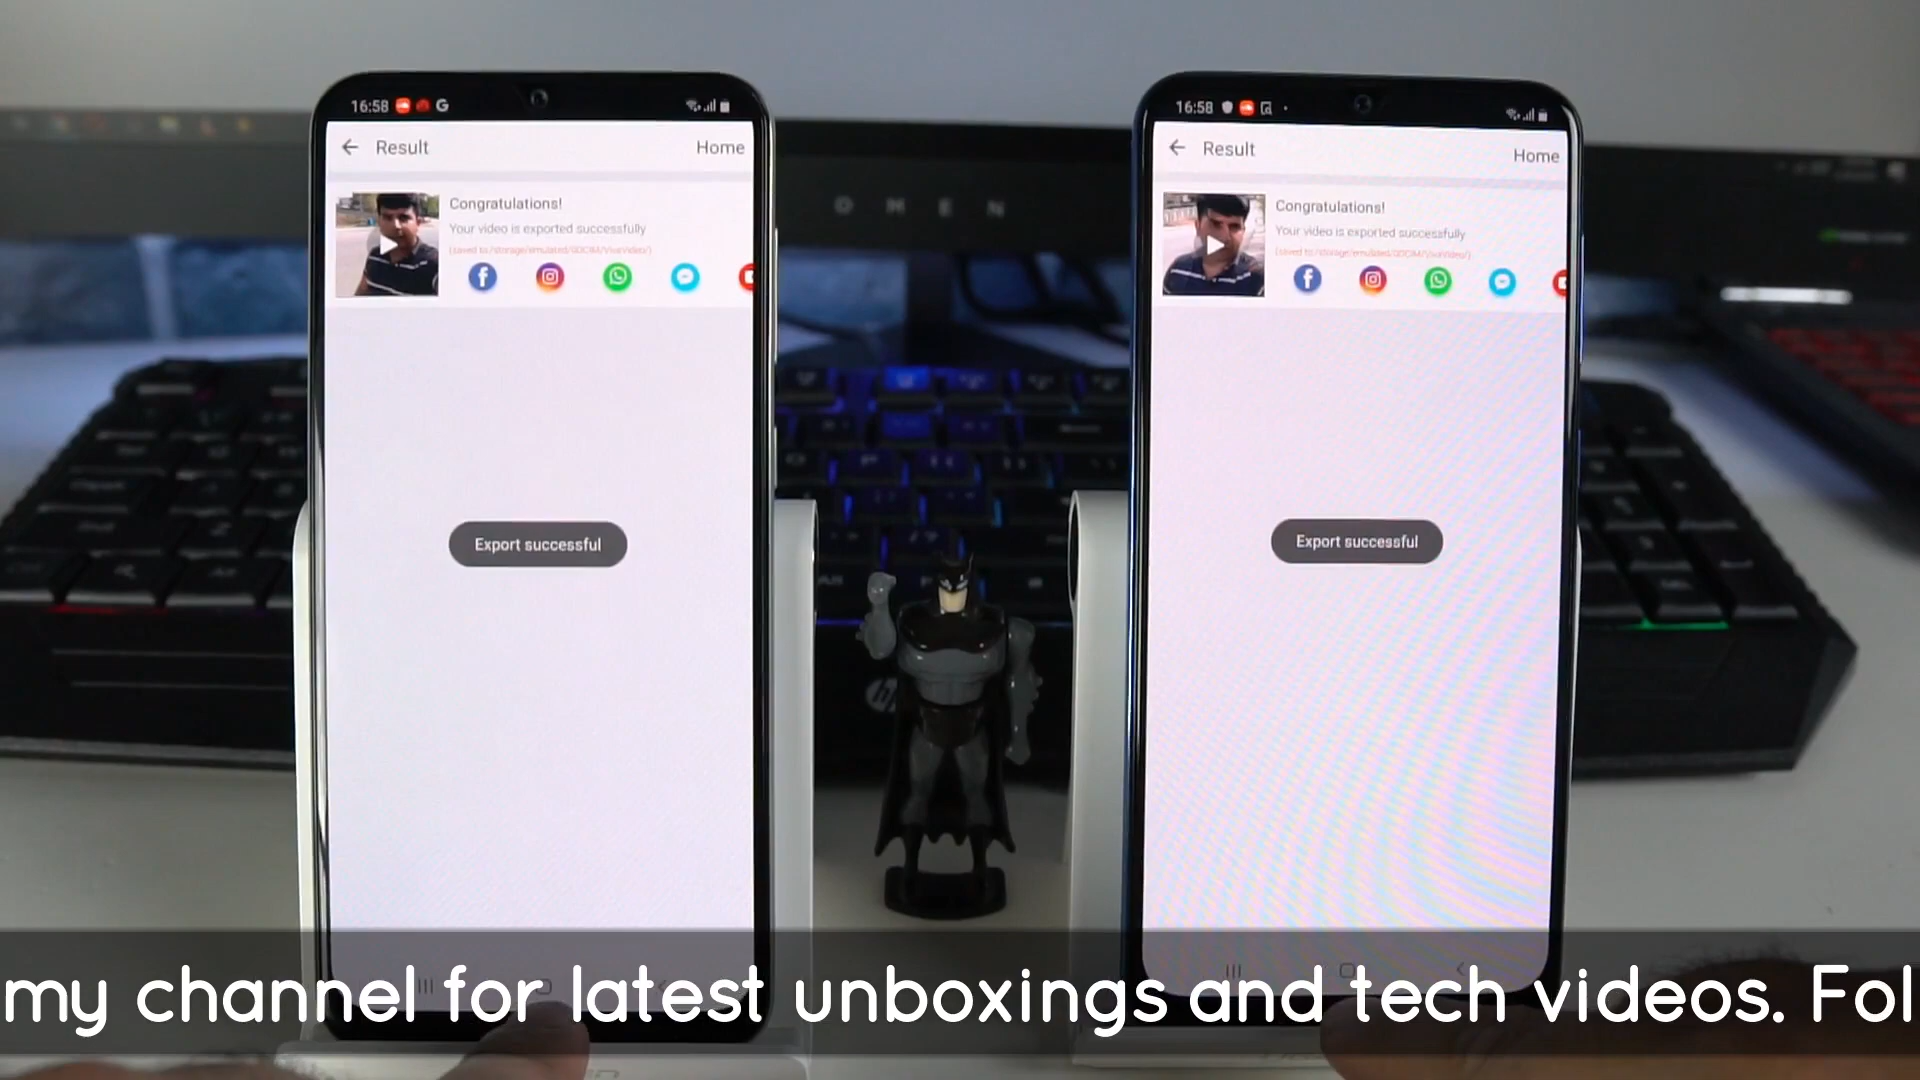 16:58
Result
Home
Congratulations!
Your video is exported successfully
Export successful
16:58
Result
Home
Congratulations!
Your video is exported successfully
Export successful
OMEN
hp
my channel for latest unboxings and tech videos. Fol